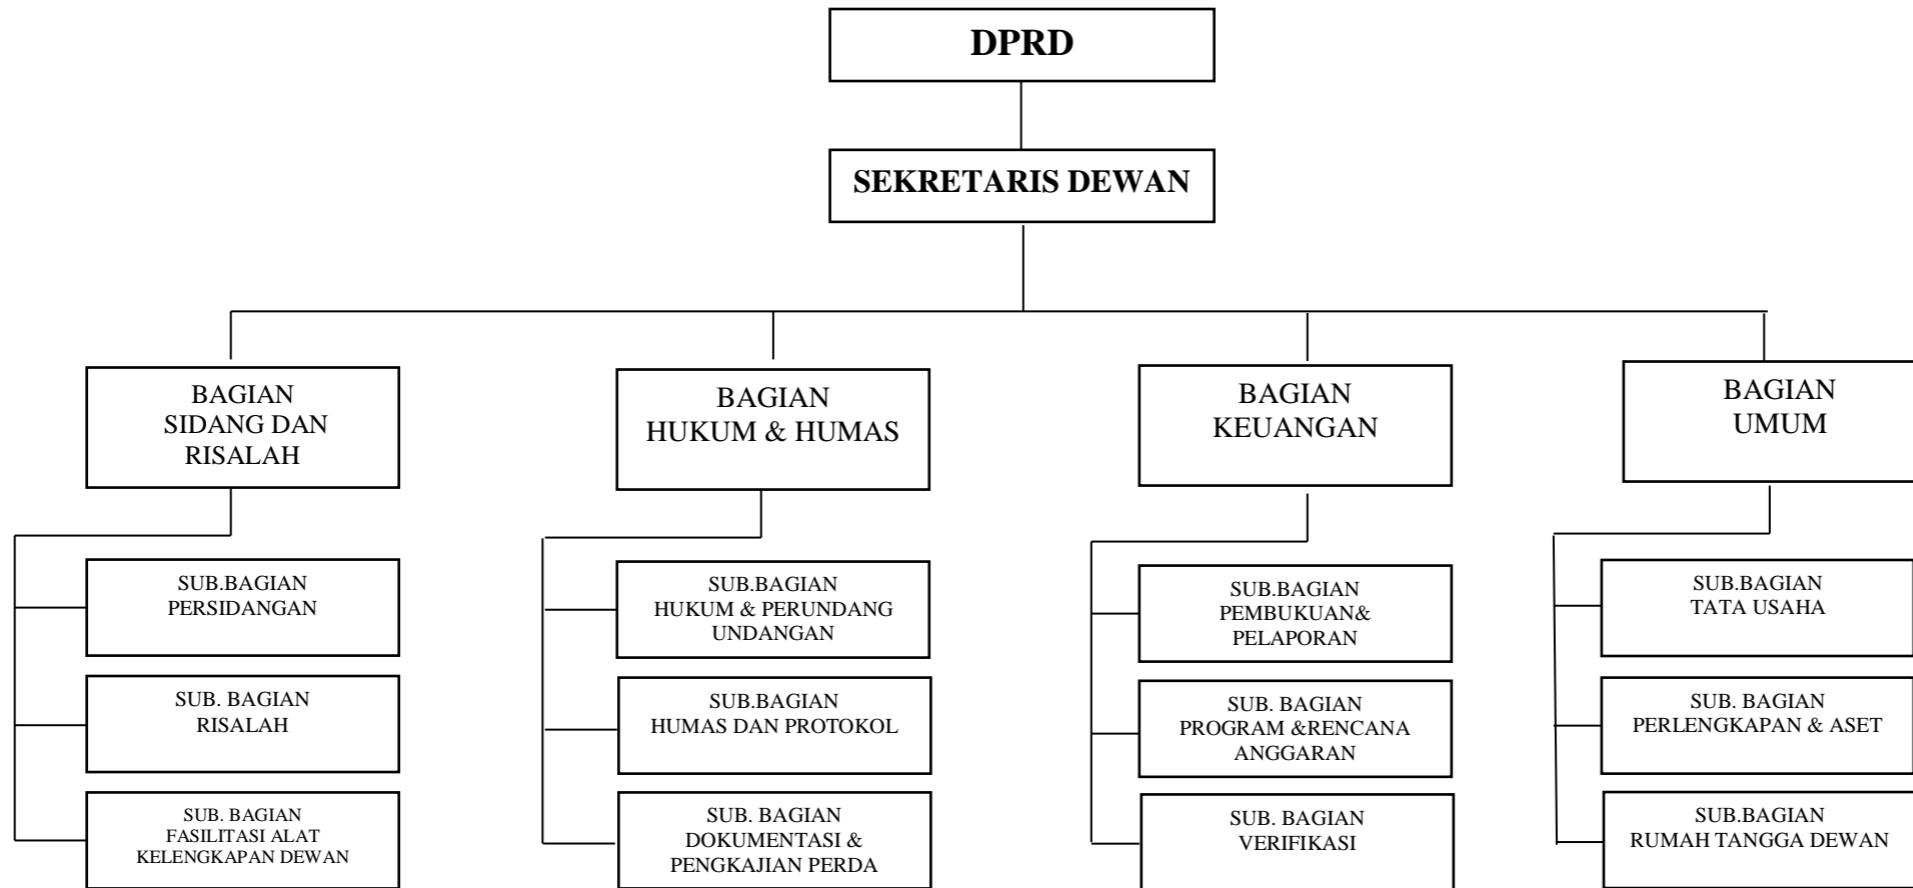 DPRD
SEKRETARIS DEWAN
BAGIAN
SIDANG DAN
RISALAH
BAGIAN
HUKUM & HUMAS
BAGIAN
KEUANGAN
BAGIAN
UMUM
SUB.BAGIAN
PERSIDANGAN
SUB. BAGIAN
RISALAH
SUB. BAGIAN
FASILITASI ALAT
KELENGKAPAN DEWAN
SUB.BAGIAN
HUKUM & PERUNDANG
UNDANGAN
SUB.BAGIAN
HUMAS DAN PROTOKOL
SUB. BAGIAN
DOKUMENTASI &
PENGKAJIAN PERDA
SUB.BAGIAN
PEMBUKUAN&
PELAPORAN
SUB. BAGIAN
PROGRAM &RENCANA
ANGGARAN
SUB. BAGIAN
VERIFIKASI
SUB.BAGIAN
TATA USAHA
SUB. BAGIAN
PERLENGKAPAN & ASET
SUB.BAGIAN
RUMAH TANGGA DEWAN